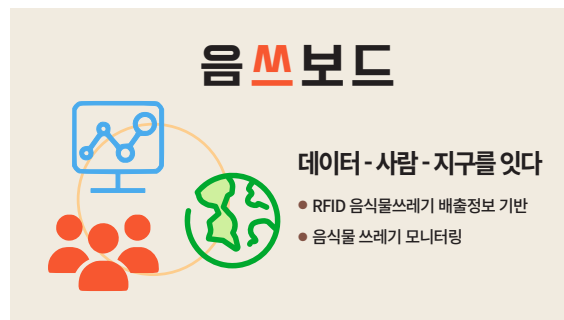 음쓰보드
데이터 - 사람 - 지구를 잇다
● RFID 음식물쓰레기 배출정보 기반
● 음식물 쓰레기 모니터링